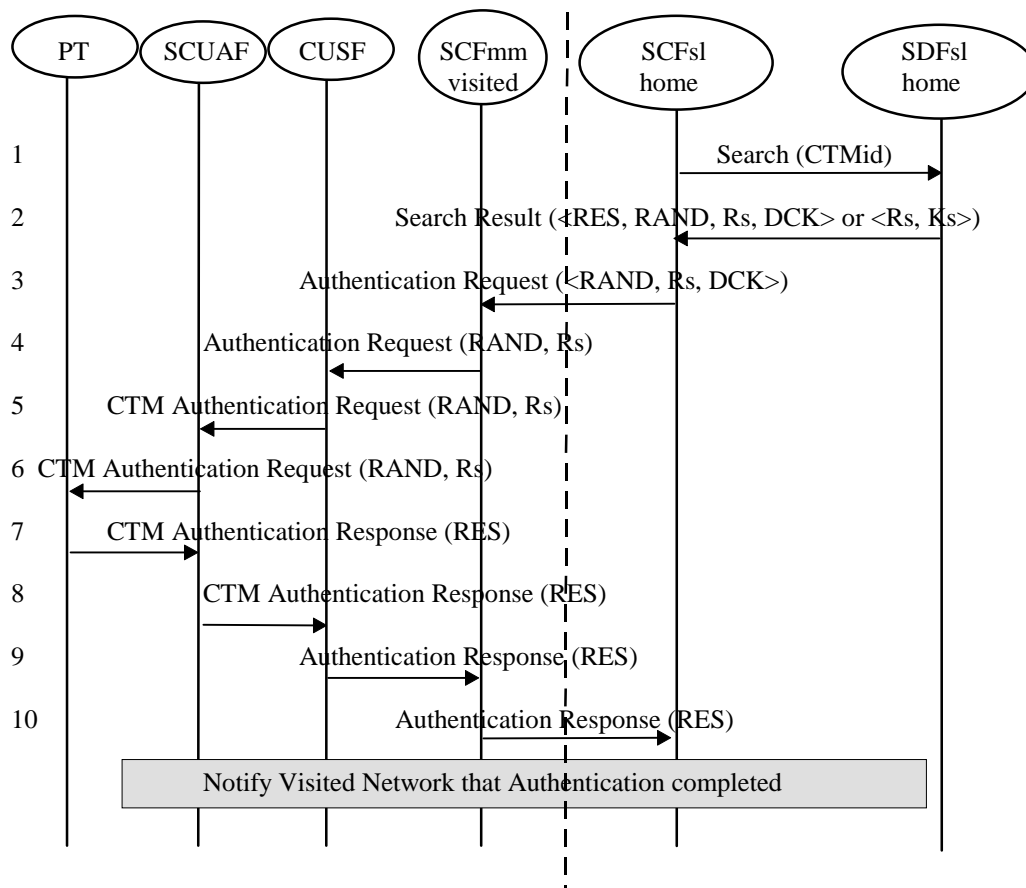 PT
SCUAF
CUSF
SCFmm
visited
SCFsl
home
SDFsl
home
1
Search (CTMid)
2
Search Result (<RES, RAND, Rs, DCK> or <Rs, Ks>)
3
Authentication Request (<RAND, Rs, DCK>)
4
Authentication Request (RAND, Rs)
5
CTM Authentication Request (RAND, Rs)
6
CTM Authentication Request (RAND, Rs)
7
CTM Authentication Response (RES)
8
CTM Authentication Response (RES)
9
Authentication Response (RES)
10
Authentication Response (RES)
Notify Visited Network that Authentication completed